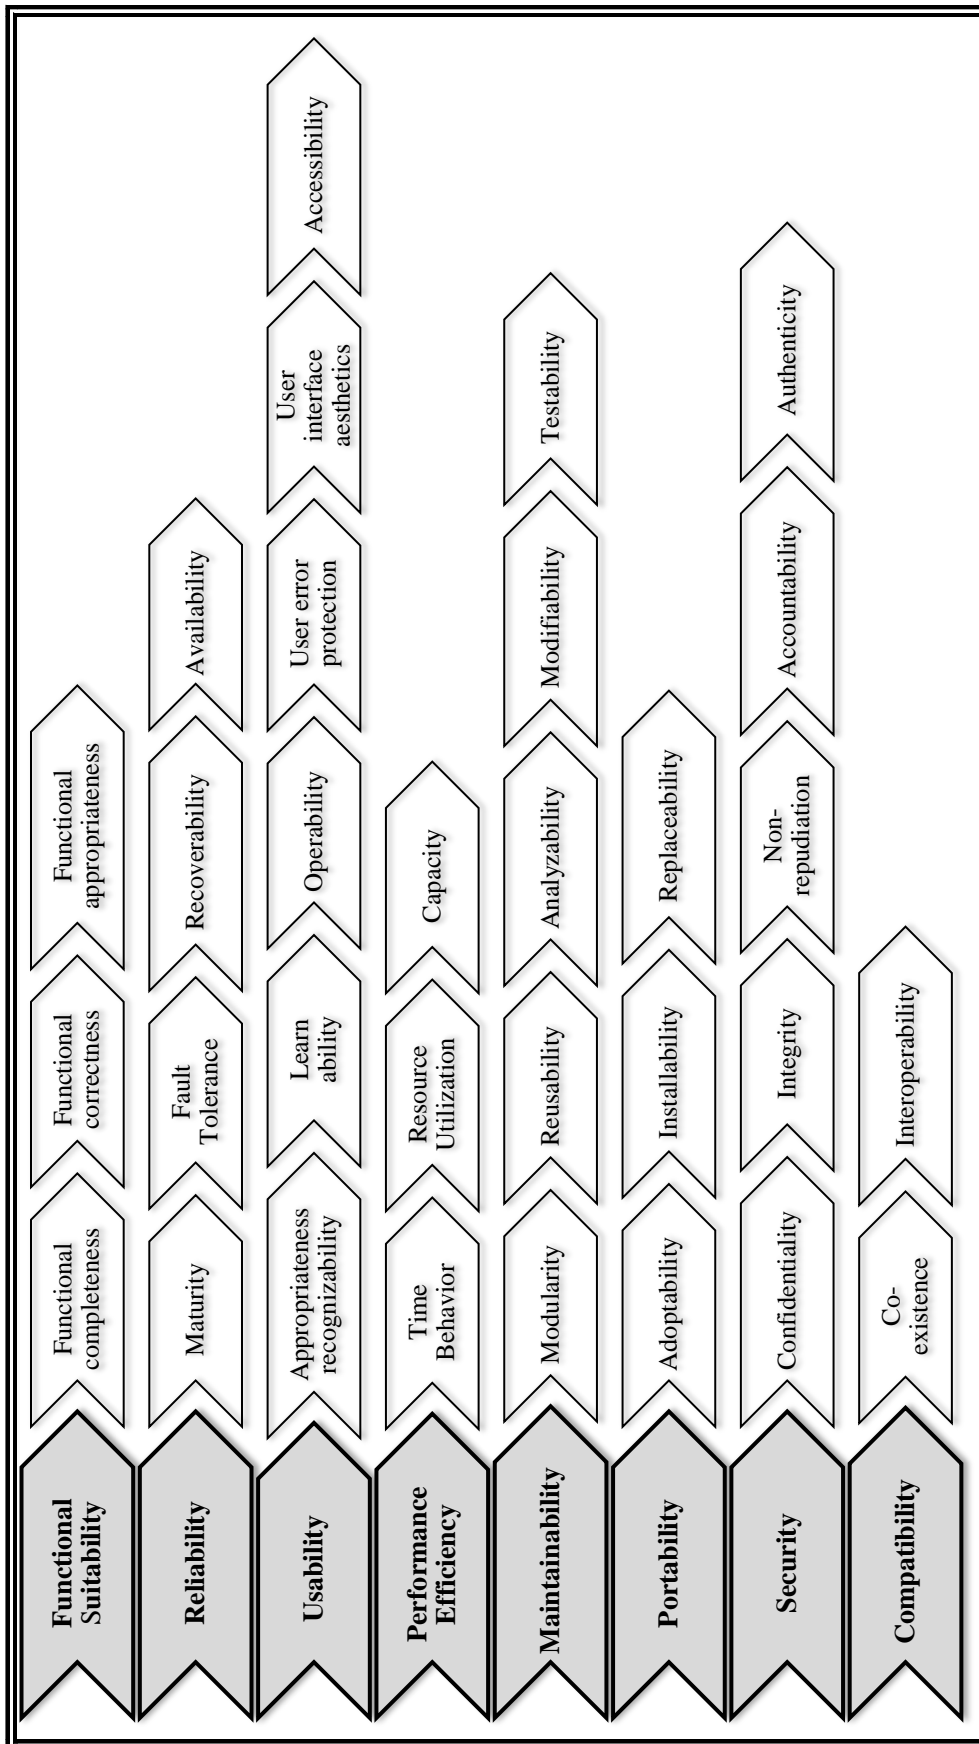 Functional
Suitability
Functional
completeness
Functional
correctness
Functional
appropriateness
Reliability
Maturity
Fault
Tolerance
Recoverability
Availability
Usability
Appropriateness
recognizability
Learn
ability
Operability
User error
protection
User
interface
aesthetics
Accessibility
Performance
Efficiency
Time
Behavior
Resource
Utilization
Capacity
Maintainability
Modularity
Reusability
Analyzability
Modifiability
Testability
Portability
Adoptability
Installability
Replaceability
Security
Confidentiality
Integrity
Non-
repudiation
Accountability
Authenticity
Compatibility
Co-
existence
Interoperability